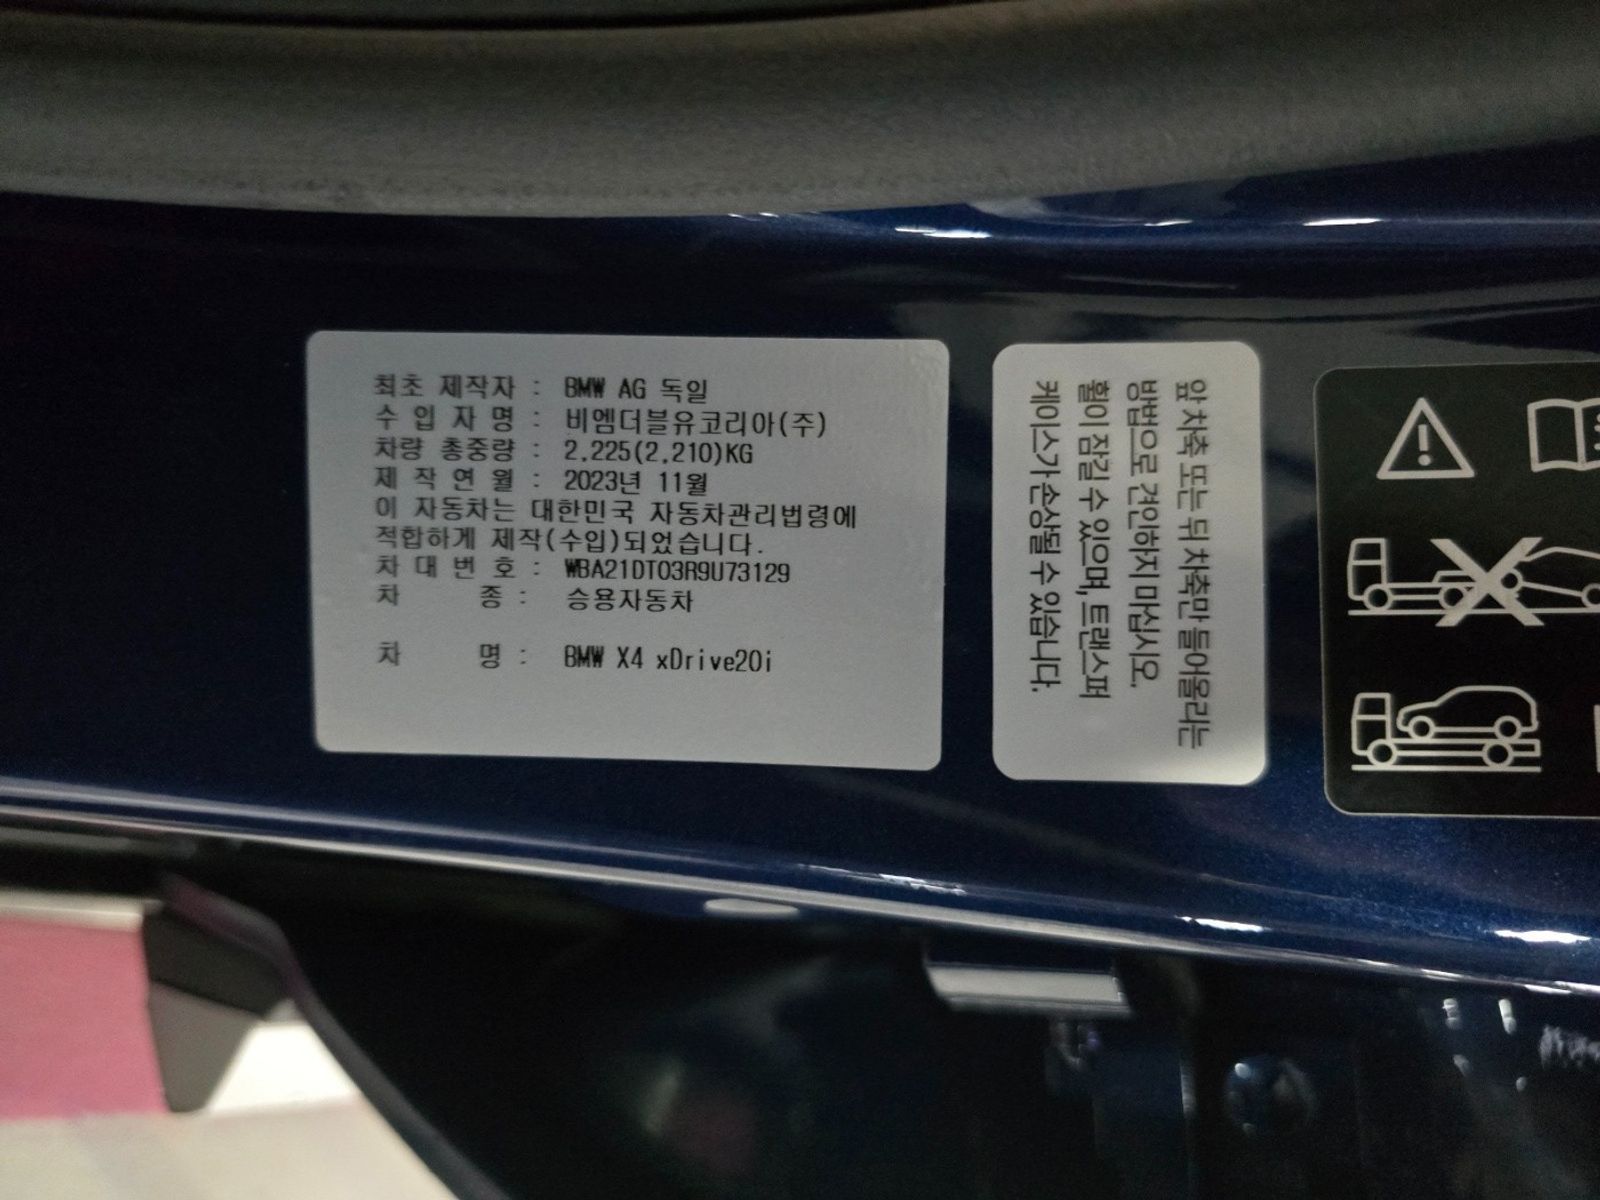 최초 제작자 : BMW AG 독일
수 입 자 명 : 비엠더블유코리아(주)
차량 총중량 : 2,225(2,210)KG
제 작 연 월 : 2023년 11월
이 자동차는 대한민국 자동차관리법령에
적합하게 제작(수입)되었습니다.
차 대 번 호 : WBA21DT03R9U73129
차 종 : 승용자동차
차 명 : BMW X4 xDrive20i
앞 차축 또는 뒤 차축만 들어올리는
방법으로 견인하지 마십시오.
휠이 잠길 수 있으며, 트랜스퍼
케이스가 손상될 수 있습니다.